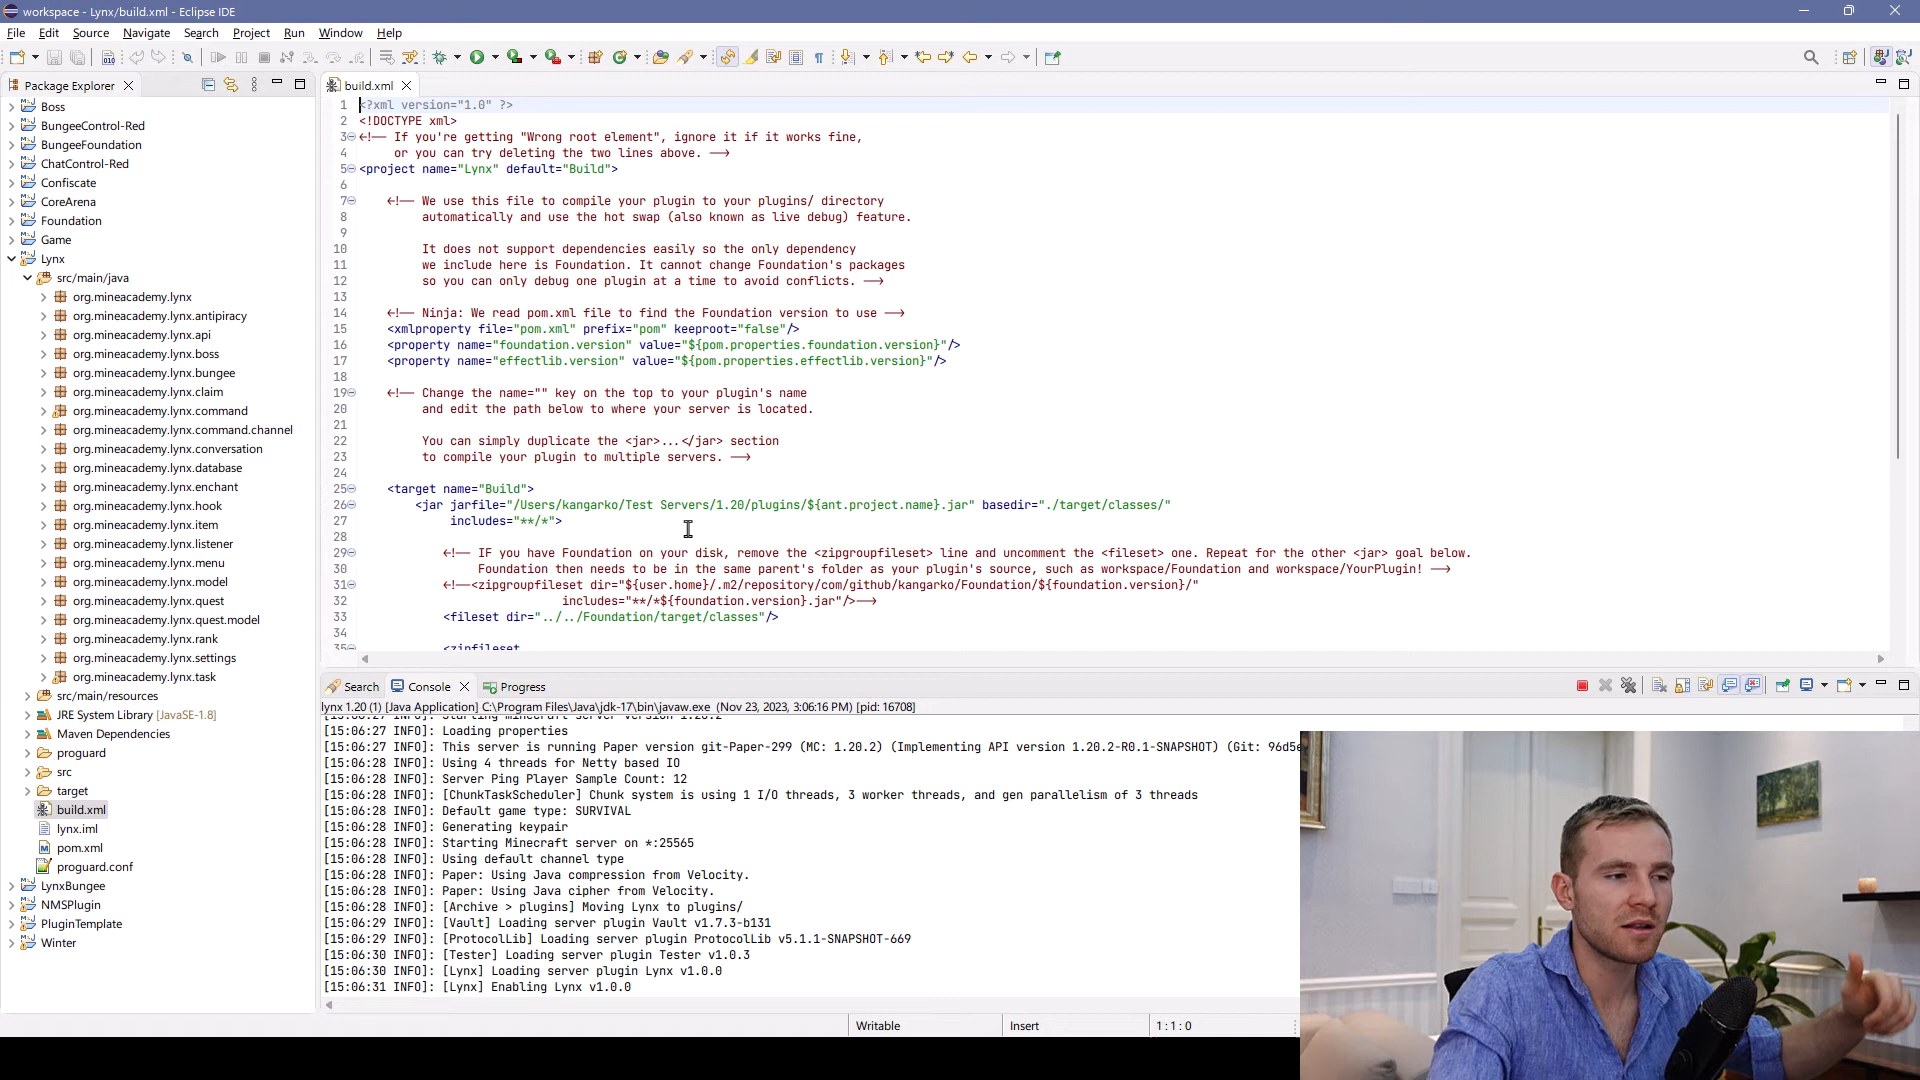 workspace - Lynx/build.xml - Eclipse IDE
File Edit Source Navigate Search Project Run Window Help
Package Explorer
Boss
BungeeControl-Red
BungeeFoundation
ChatControl-Red
Confiscate
CoreArena
Foundation
Game
Lynx
src/main/java
org.mineacademy.lynx
org.mineacademy.lynx.antipiracy
org.mineacademy.lynx.api
org.mineacademy.lynx.boss
org.mineacademy.lynx.bungee
org.mineacademy.lynx.claim
org.mineacademy.lynx.command
org.mineacademy.lynx.command.channel
org.mineacademy.lynx.conversation
org.mineacademy.lynx.database
org.mineacademy.lynx.enchant
org.mineacademy.lynx.hook
org.mineacademy.lynx.item
org.mineacademy.lynx.listener
org.mineacademy.lynx.menu
org.mineacademy.lynx.model
org.mineacademy.lynx.quest
org.mineacademy.lynx.quest.model
org.mineacademy.lynx.rank
org.mineacademy.lynx.settings
org.mineacademy.lynx.task
src/main/resources
JRE System Library [JavaSE-1.8]
Maven Dependencies
proguard
src
target
build.xml
lynx.iml
pom.xml
proguard.conf
LynxBungee
NMSPlugin
PluginTemplate
Winter
build.xml
1 <?xml version="1.0" ?>
2 <!DOCTYPE xml>
3 <!-- If you're getting "Wrong root element", ignore it if it works fine,
4 or you can try deleting the two lines above. -->
5 <project name="Lynx" default="Build">
6
7 <!-- We use this file to compile your plugin to your plugins/ directory
8 automatically and use the hot swap (also known as live debug) feature.
9
10 It does not support dependencies easily so the only dependency
11 we include here is Foundation. It cannot change Foundation's packages
12 so you can only debug one plugin at a time to avoid conflicts. -->
13
14 <!-- Ninja: We read pom.xml file to find the Foundation version to use -->
15 <xmlproperty file="pom.xml" prefix="pom" keeproot="false"/>
16 <property name="foundation.version" value="${pom.properties.foundation.version}"/>
17 <property name="effectlib.version" value="${pom.properties.effectlib.version}"/>
18
19 <!-- Change the name="" key on the top to your plugin's name
20 and edit the path below to where your server is located.
21
22 You can simply duplicate the <jar>...</jar> section
23 to compile your plugin to multiple servers. -->
24
25 <target name="Build">
26 <jar jarfile="/Users/kangarko/Test Servers/1.20/plugins/${ant.project.name}.jar" basedir="./target/classes/"
27 includes="**/*">
28
29 <!-- IF you have Foundation on your disk, remove the <zipgroupfileset> line and uncomment the <fileset> one. Repeat for the other <jar> goal below.
30 Foundation then needs to be in the same parent's folder as your plugin's source, such as workspace/Foundation and workspace/YourPlugin! -->
31 <!--<zipgroupfileset dir="${user.home}/.m2/repository/com/github/kangarko/Foundation/${foundation.version}/"
32 includes="**/*${foundation.version}.jar"/>-->
33 <fileset dir="../../Foundation/target/classes"/>
34
35 <zipfileset
Search Console Progress
lynx 1.20 (1) [Java Application] C:\Program Files\Java\jdk-17\bin\javaw.exe (Nov 23, 2023, 3:06:16 PM) [pid: 16708]
[15:06:27 INFO]: Starting minecraft server version 1.20.2
[15:06:27 INFO]: Loading properties
[15:06:27 INFO]: This server is running Paper version git-Paper-299 (MC: 1.20.2) (Implementing API version 1.20.2-R0.1-SNAPSHOT) (Git: 96d5e
[15:06:28 INFO]: Using 4 threads for Netty based IO
[15:06:28 INFO]: Server Ping Player Sample Count: 12
[15:06:28 INFO]: [ChunkTaskScheduler] Chunk system is using 1 I/O threads, 3 worker threads, and gen parallelism of 3 threads
[15:06:28 INFO]: Default game type: SURVIVAL
[15:06:28 INFO]: Generating keypair
[15:06:28 INFO]: Starting Minecraft server on *:25565
[15:06:28 INFO]: Using default channel type
[15:06:28 INFO]: Paper: Using Java compression from Velocity.
[15:06:28 INFO]: Paper: Using Java cipher from Velocity.
[15:06:28 INFO]: [Archive > plugins] Moving Lynx to plugins/
[15:06:29 INFO]: [Vault] Loading server plugin Vault v1.7.3-b131
[15:06:29 INFO]: [ProtocolLib] Loading server plugin ProtocolLib v5.1.1-SNAPSHOT-669
[15:06:30 INFO]: [Tester] Loading server plugin Tester v1.0.3
[15:06:30 INFO]: [Lynx] Loading server plugin Lynx v1.0.0
[15:06:31 INFO]: [Lynx] Enabling Lynx v1.0.0
Writable Insert 1:1:0